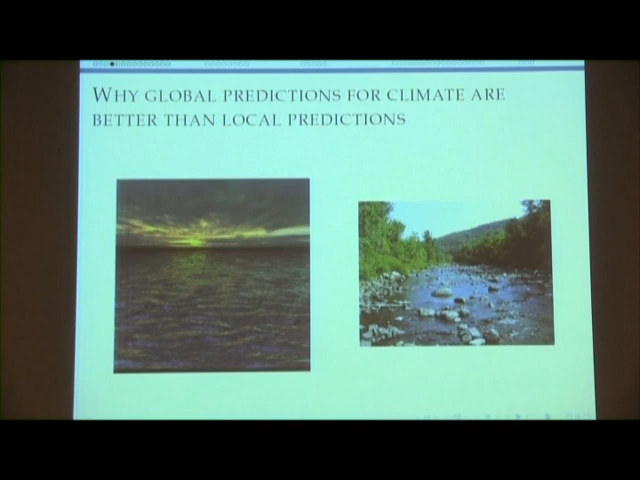 WHY GLOBAL PREDICTIONS FOR CLIMATE ARE
BETTER THAN LOCAL PREDICTIONS